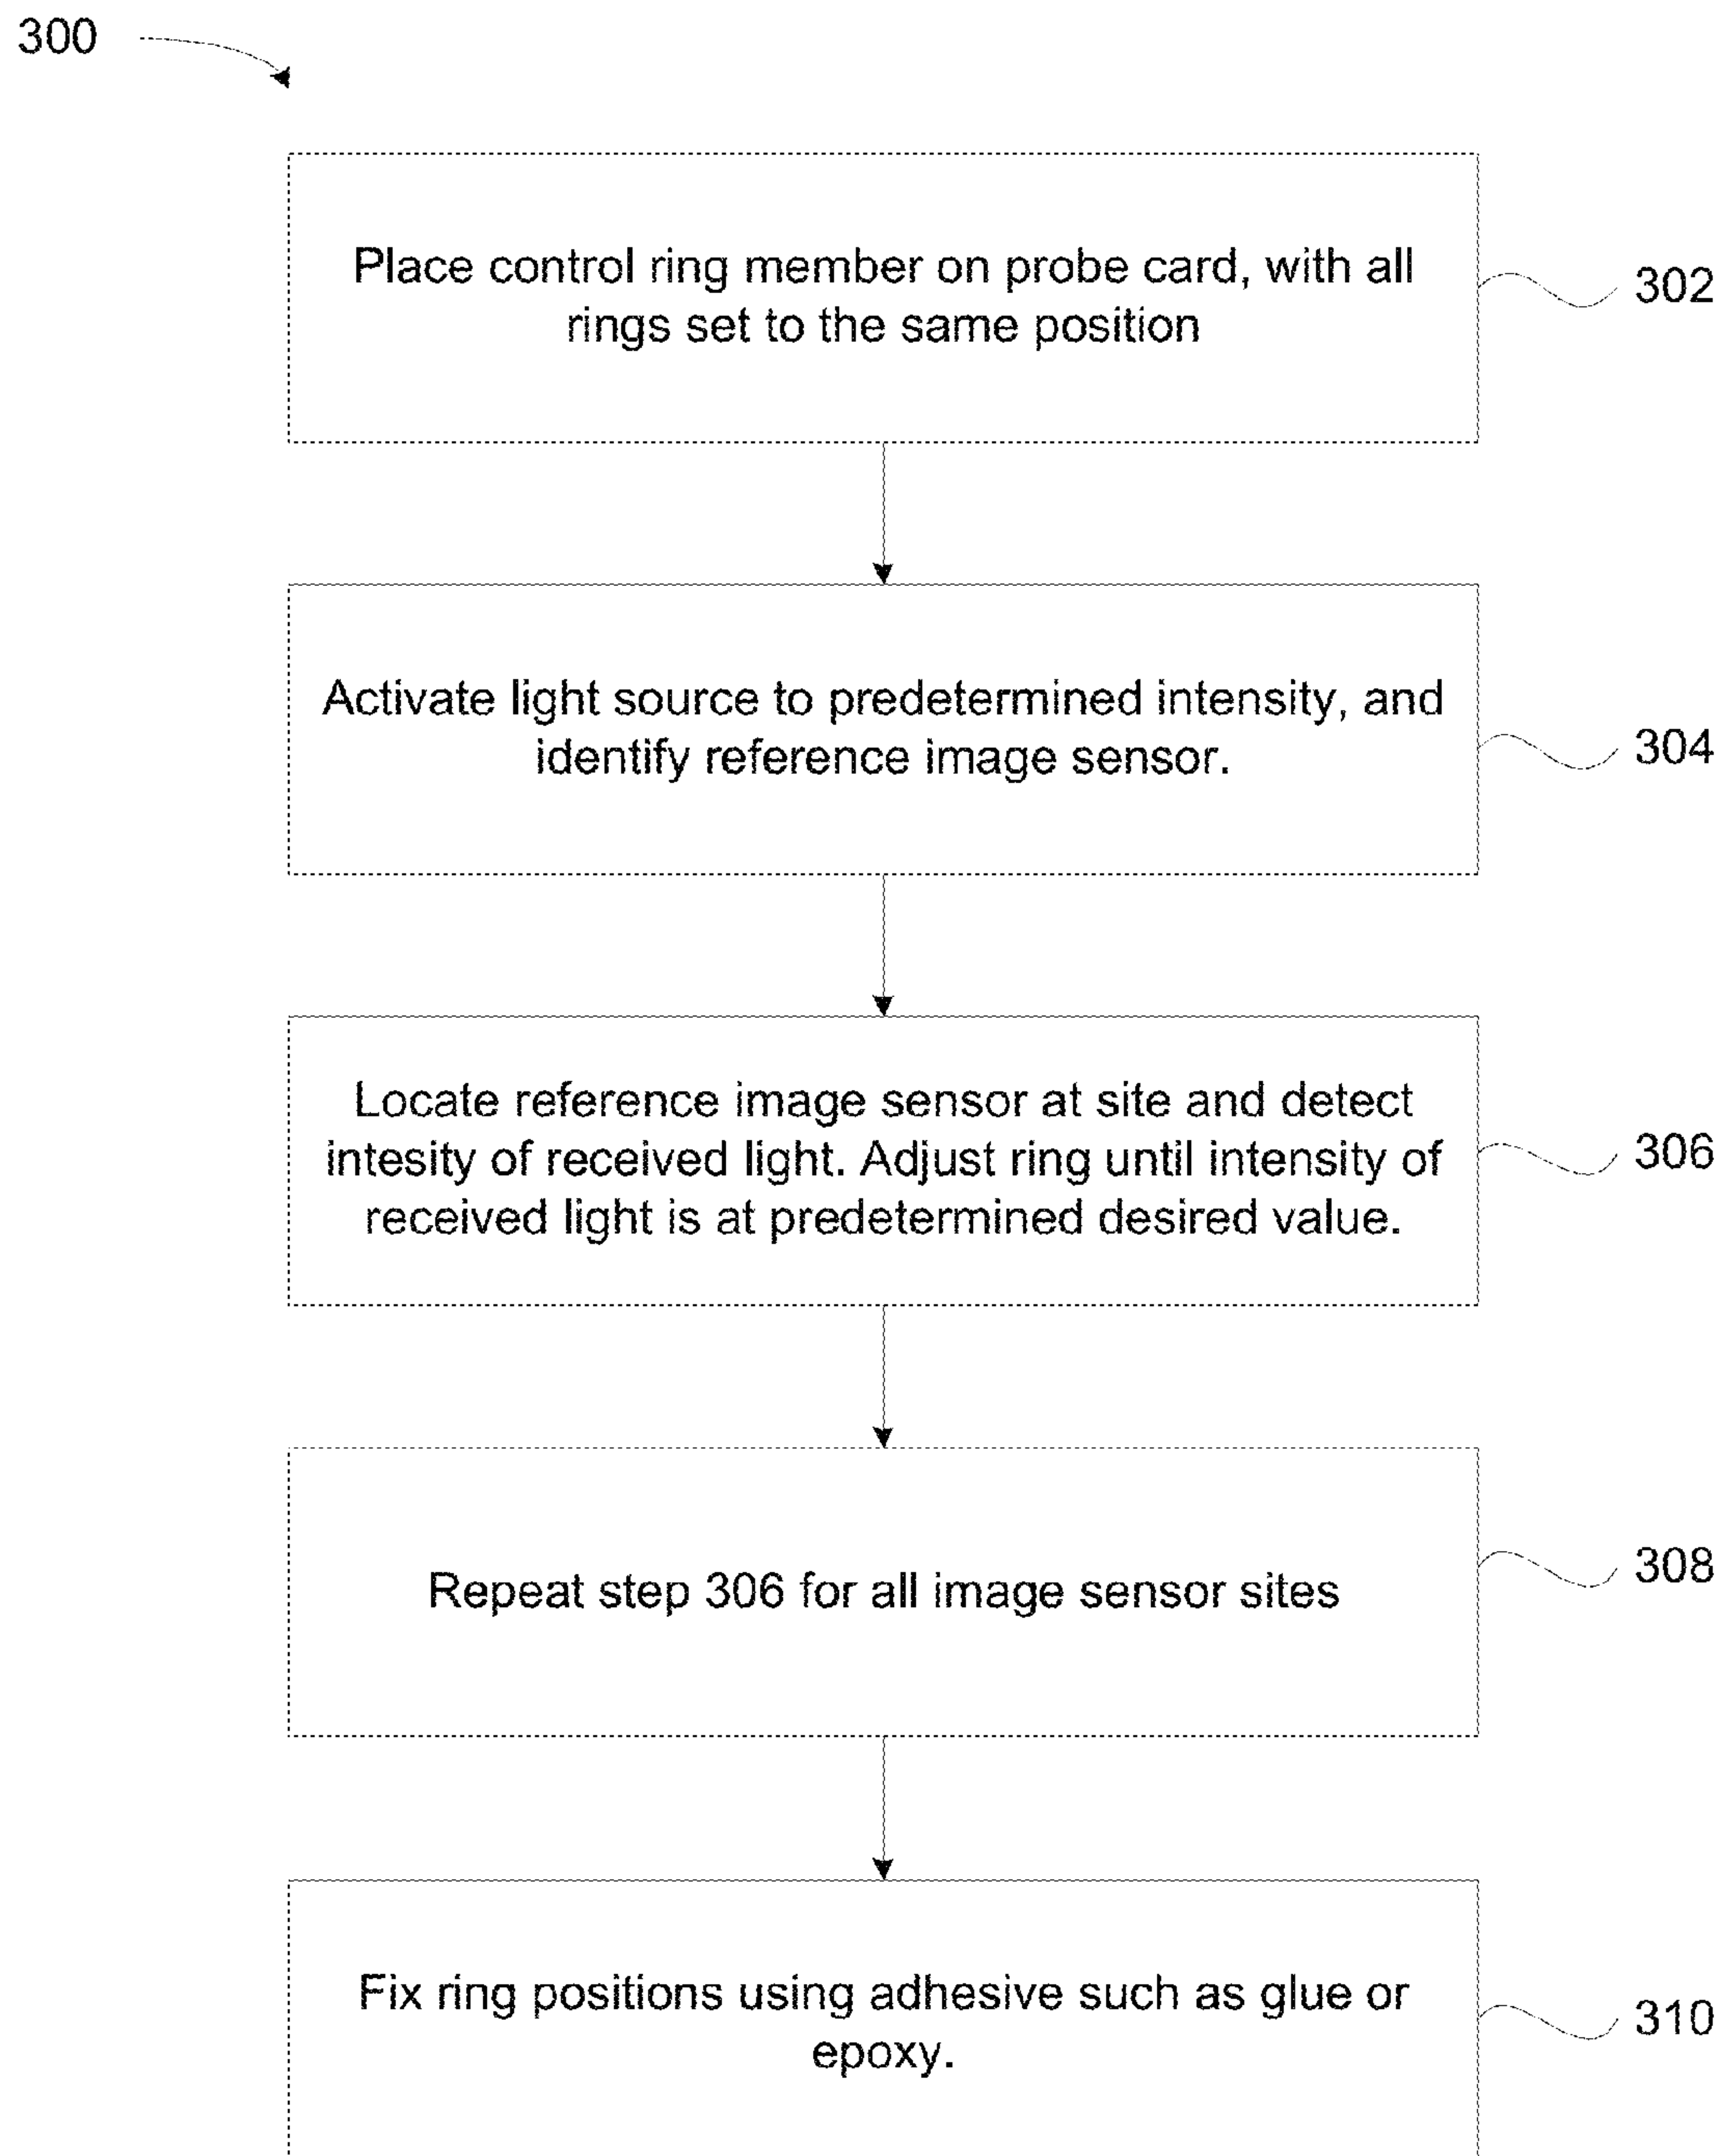 300
Place control ring member on probe card, with all
rings set to the same position
302
Activate light source to predetermined intensity, and
identify reference image sensor.
304
Locate reference image sensor at site and detect
intesity of received light. Adjust ring until intensity of
received light is at predetermined desired value.
306
Repeat step 306 for all image sensor sites
308
Fix ring positions using adhesive such as glue or
epoxy.
310